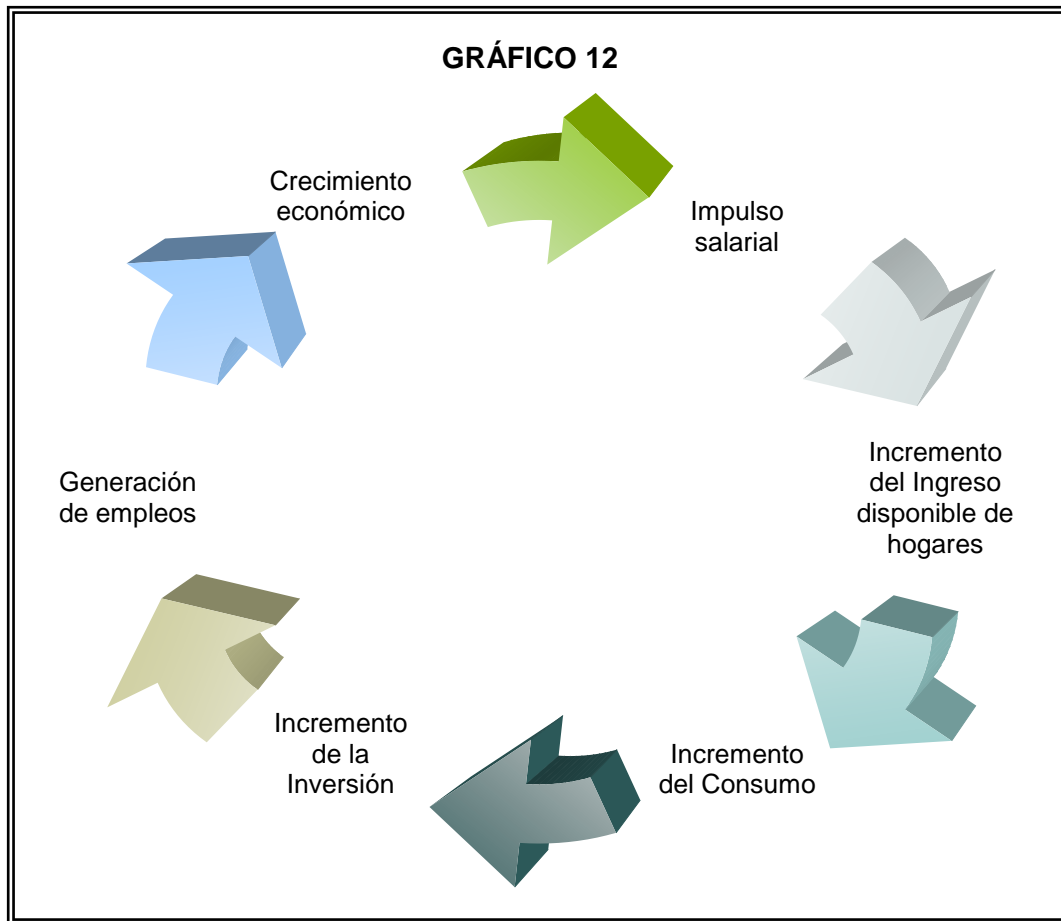 GRÁFICO 12
Crecimiento
económico
Impulso
salarial
Incremento
del Ingreso
disponible de
hogares
Incremento
del Consumo
Incremento
de la
Inversión
Generación
de empleos